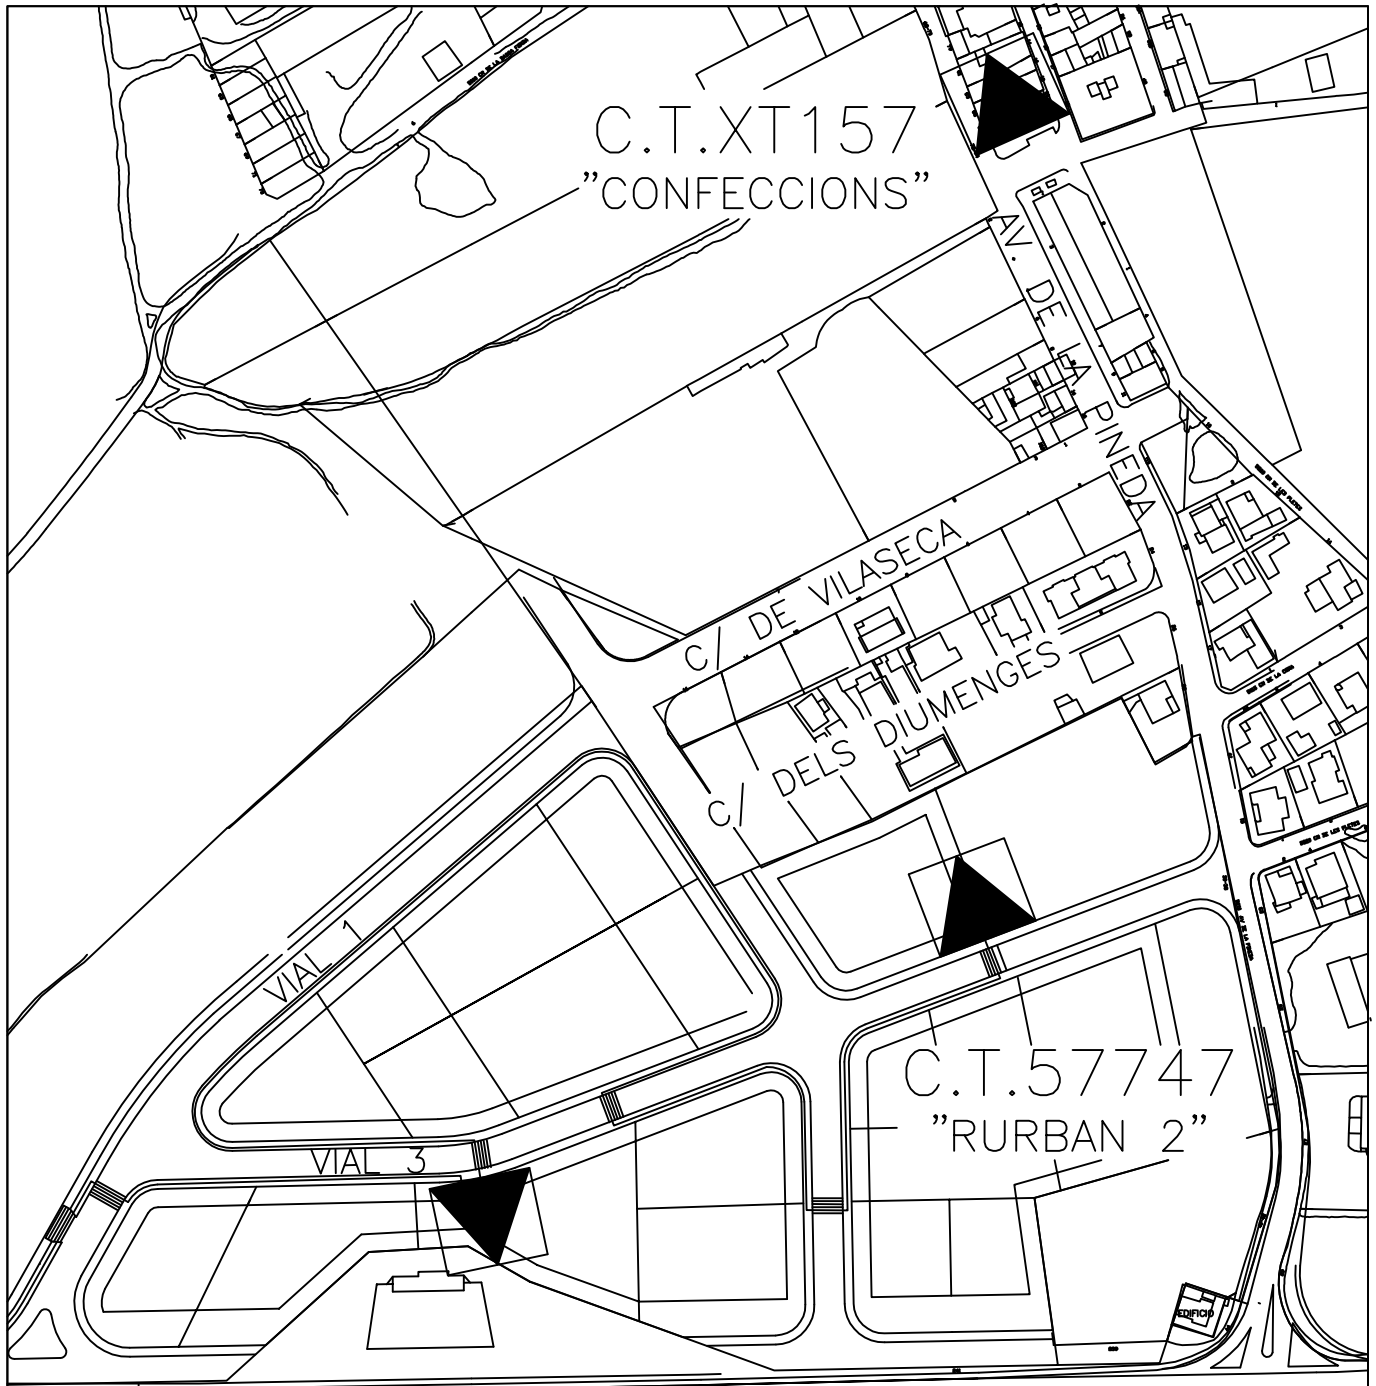 C.T.XT157
"CONFECCIONS"
AV. DE LA PINEDA
C/ DE VILASECA
C/ DELS DIUMENGES
VIAL 1
C.T.57747
"RURBAN 2"
VIAL 3
EDIFICIO